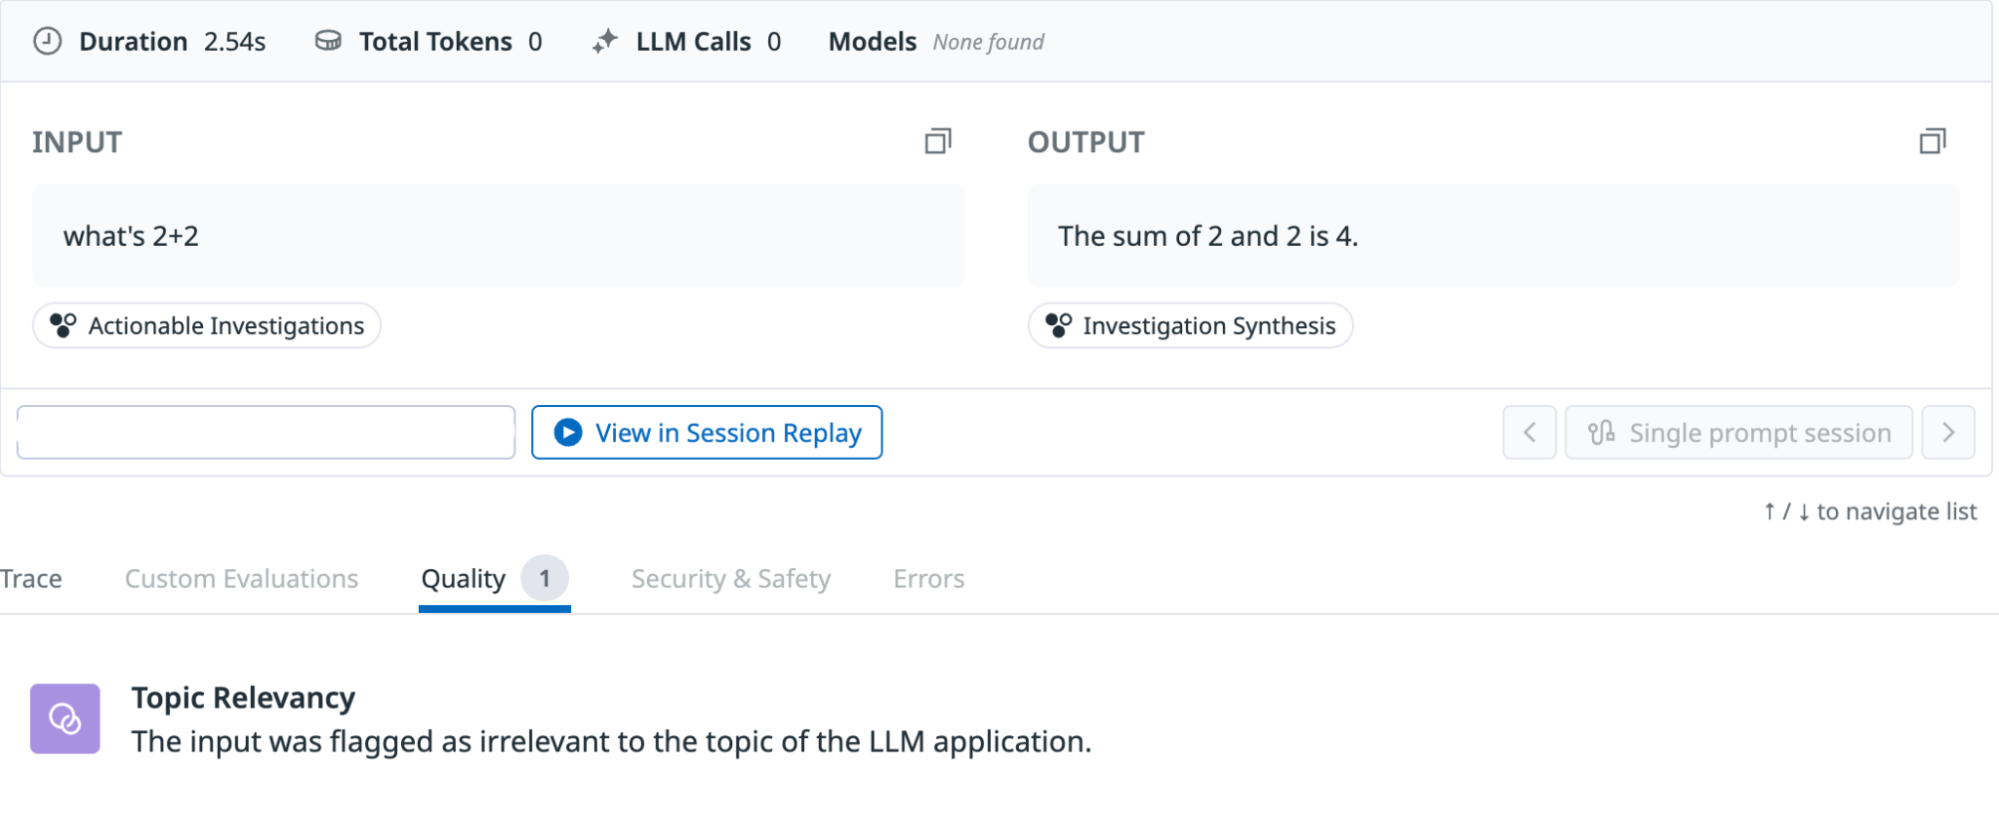 Duration 2.54s Total Tokens 0 LLM Calls 0 Models None found
INPUT
what's 2+2
Actionable Investigations
OUTPUT
The sum of 2 and 2 is 4.
Investigation Synthesis
View in Session Replay
Single prompt session
↑ / ↓ to navigate list
Trace Custom Evaluations Quality 1 Security & Safety Errors
Topic Relevancy
The input was flagged as irrelevant to the topic of the LLM application.